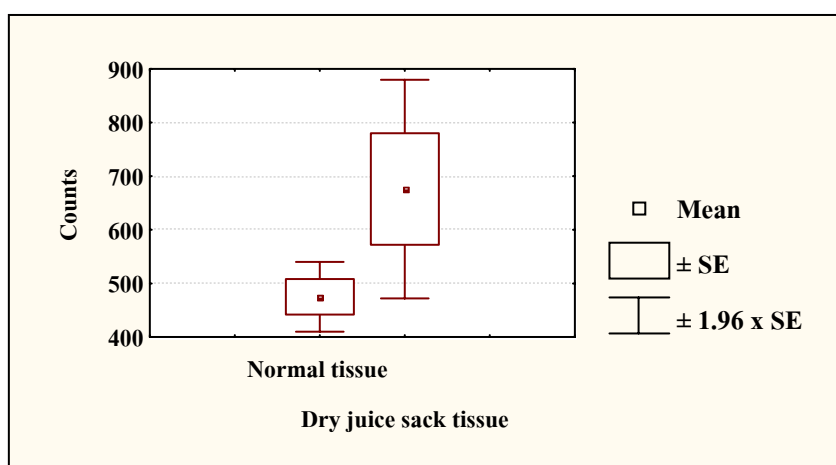 900
800
700
600
500
400
Counts
Normal tissue
Dry juice sack tissue
Mean
± SE
± 1.96 x SE